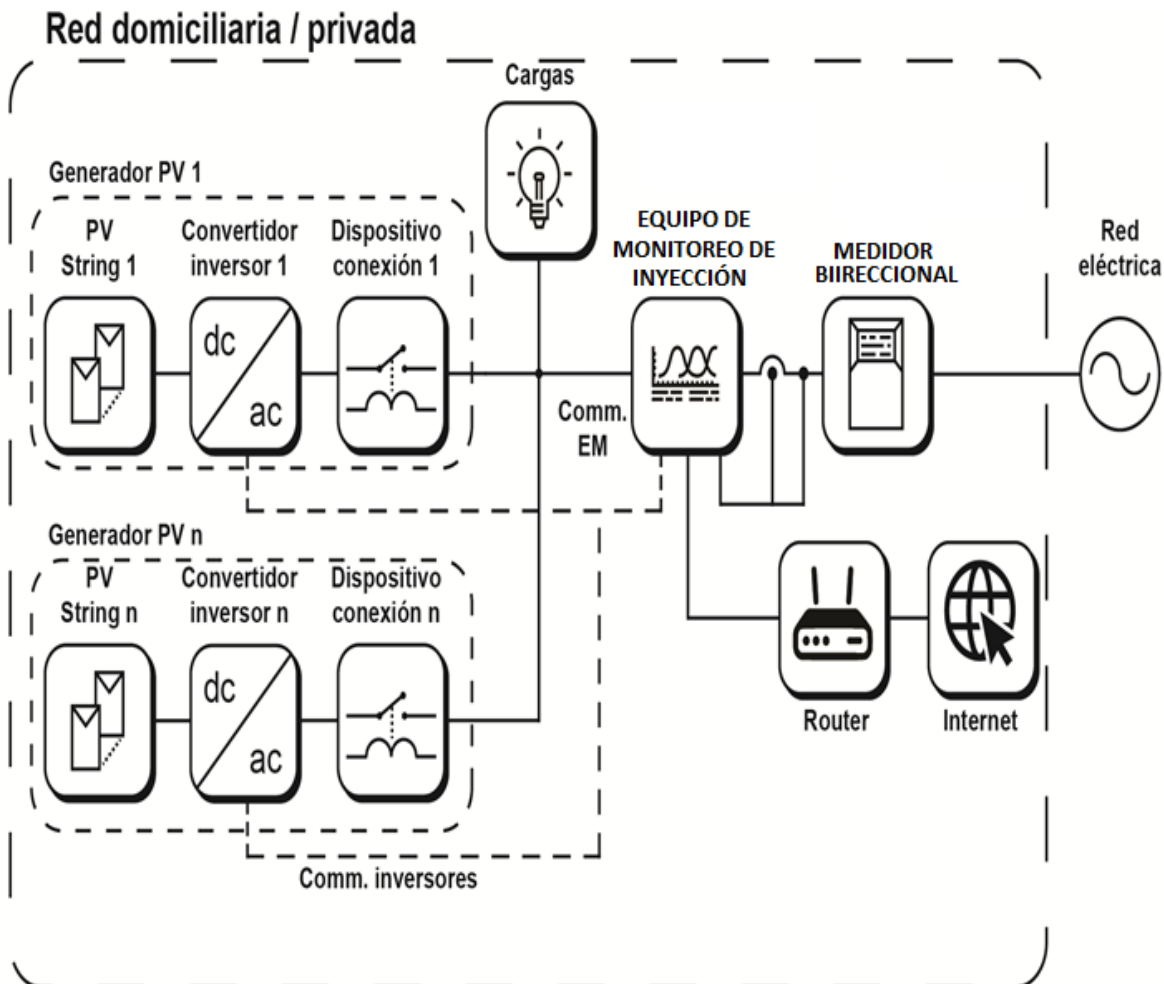 Red domiciliaria / privada
Cargas
Generador PV 1
PV
String 1
Convertidor
inversor 1
Dispositivo
conexión 1
dc
ac
EQUIPO DE
MONITOREO DE
INYECCIÓN
MEDIDOR
BIIRECCIONAL
Red
eléctrica
Comm.
EM
Generador PV n
PV
String n
Convertidor
inversor n
Dispositivo
conexión n
dc
ac
Router
Internet
Comm. inversores